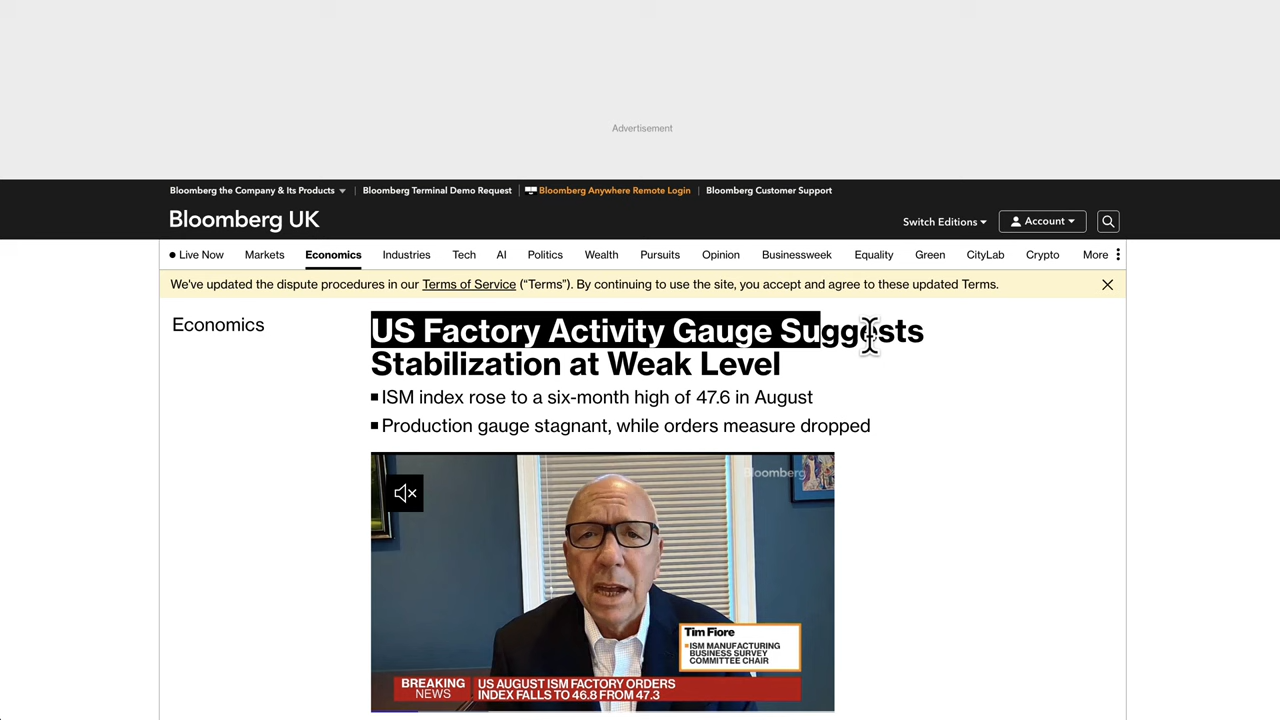 Advertisement
Bloomberg the Company & Its Products
Bloomberg Terminal Demo Request
Bloomberg Anywhere Remote Login
Bloomberg Customer Support
Bloomberg UK
Switch Editions
Account
Live Now Markets Economics Industries Tech AI Politics Wealth Pursuits Opinion Businessweek Equality Green CityLab Crypto More
We've updated the dispute procedures in our Terms of Service (“Terms”). By continuing to use the site, you accept and agree to these updated Terms.
Economics
US Factory Activity Gauge Suggests
Stabilization at Weak Level
ISM index rose to a six-month high of 47.6 in August
Production gauge stagnant, while orders measure dropped
Bloomberg
Tim Fiore
ISM MANUFACTURING
BUSINESS SURVEY
COMMITTEE CHAIR
BREAKING
NEWS
US AUGUST ISM FACTORY ORDERS
INDEX FALLS TO 46.8 FROM 47.3